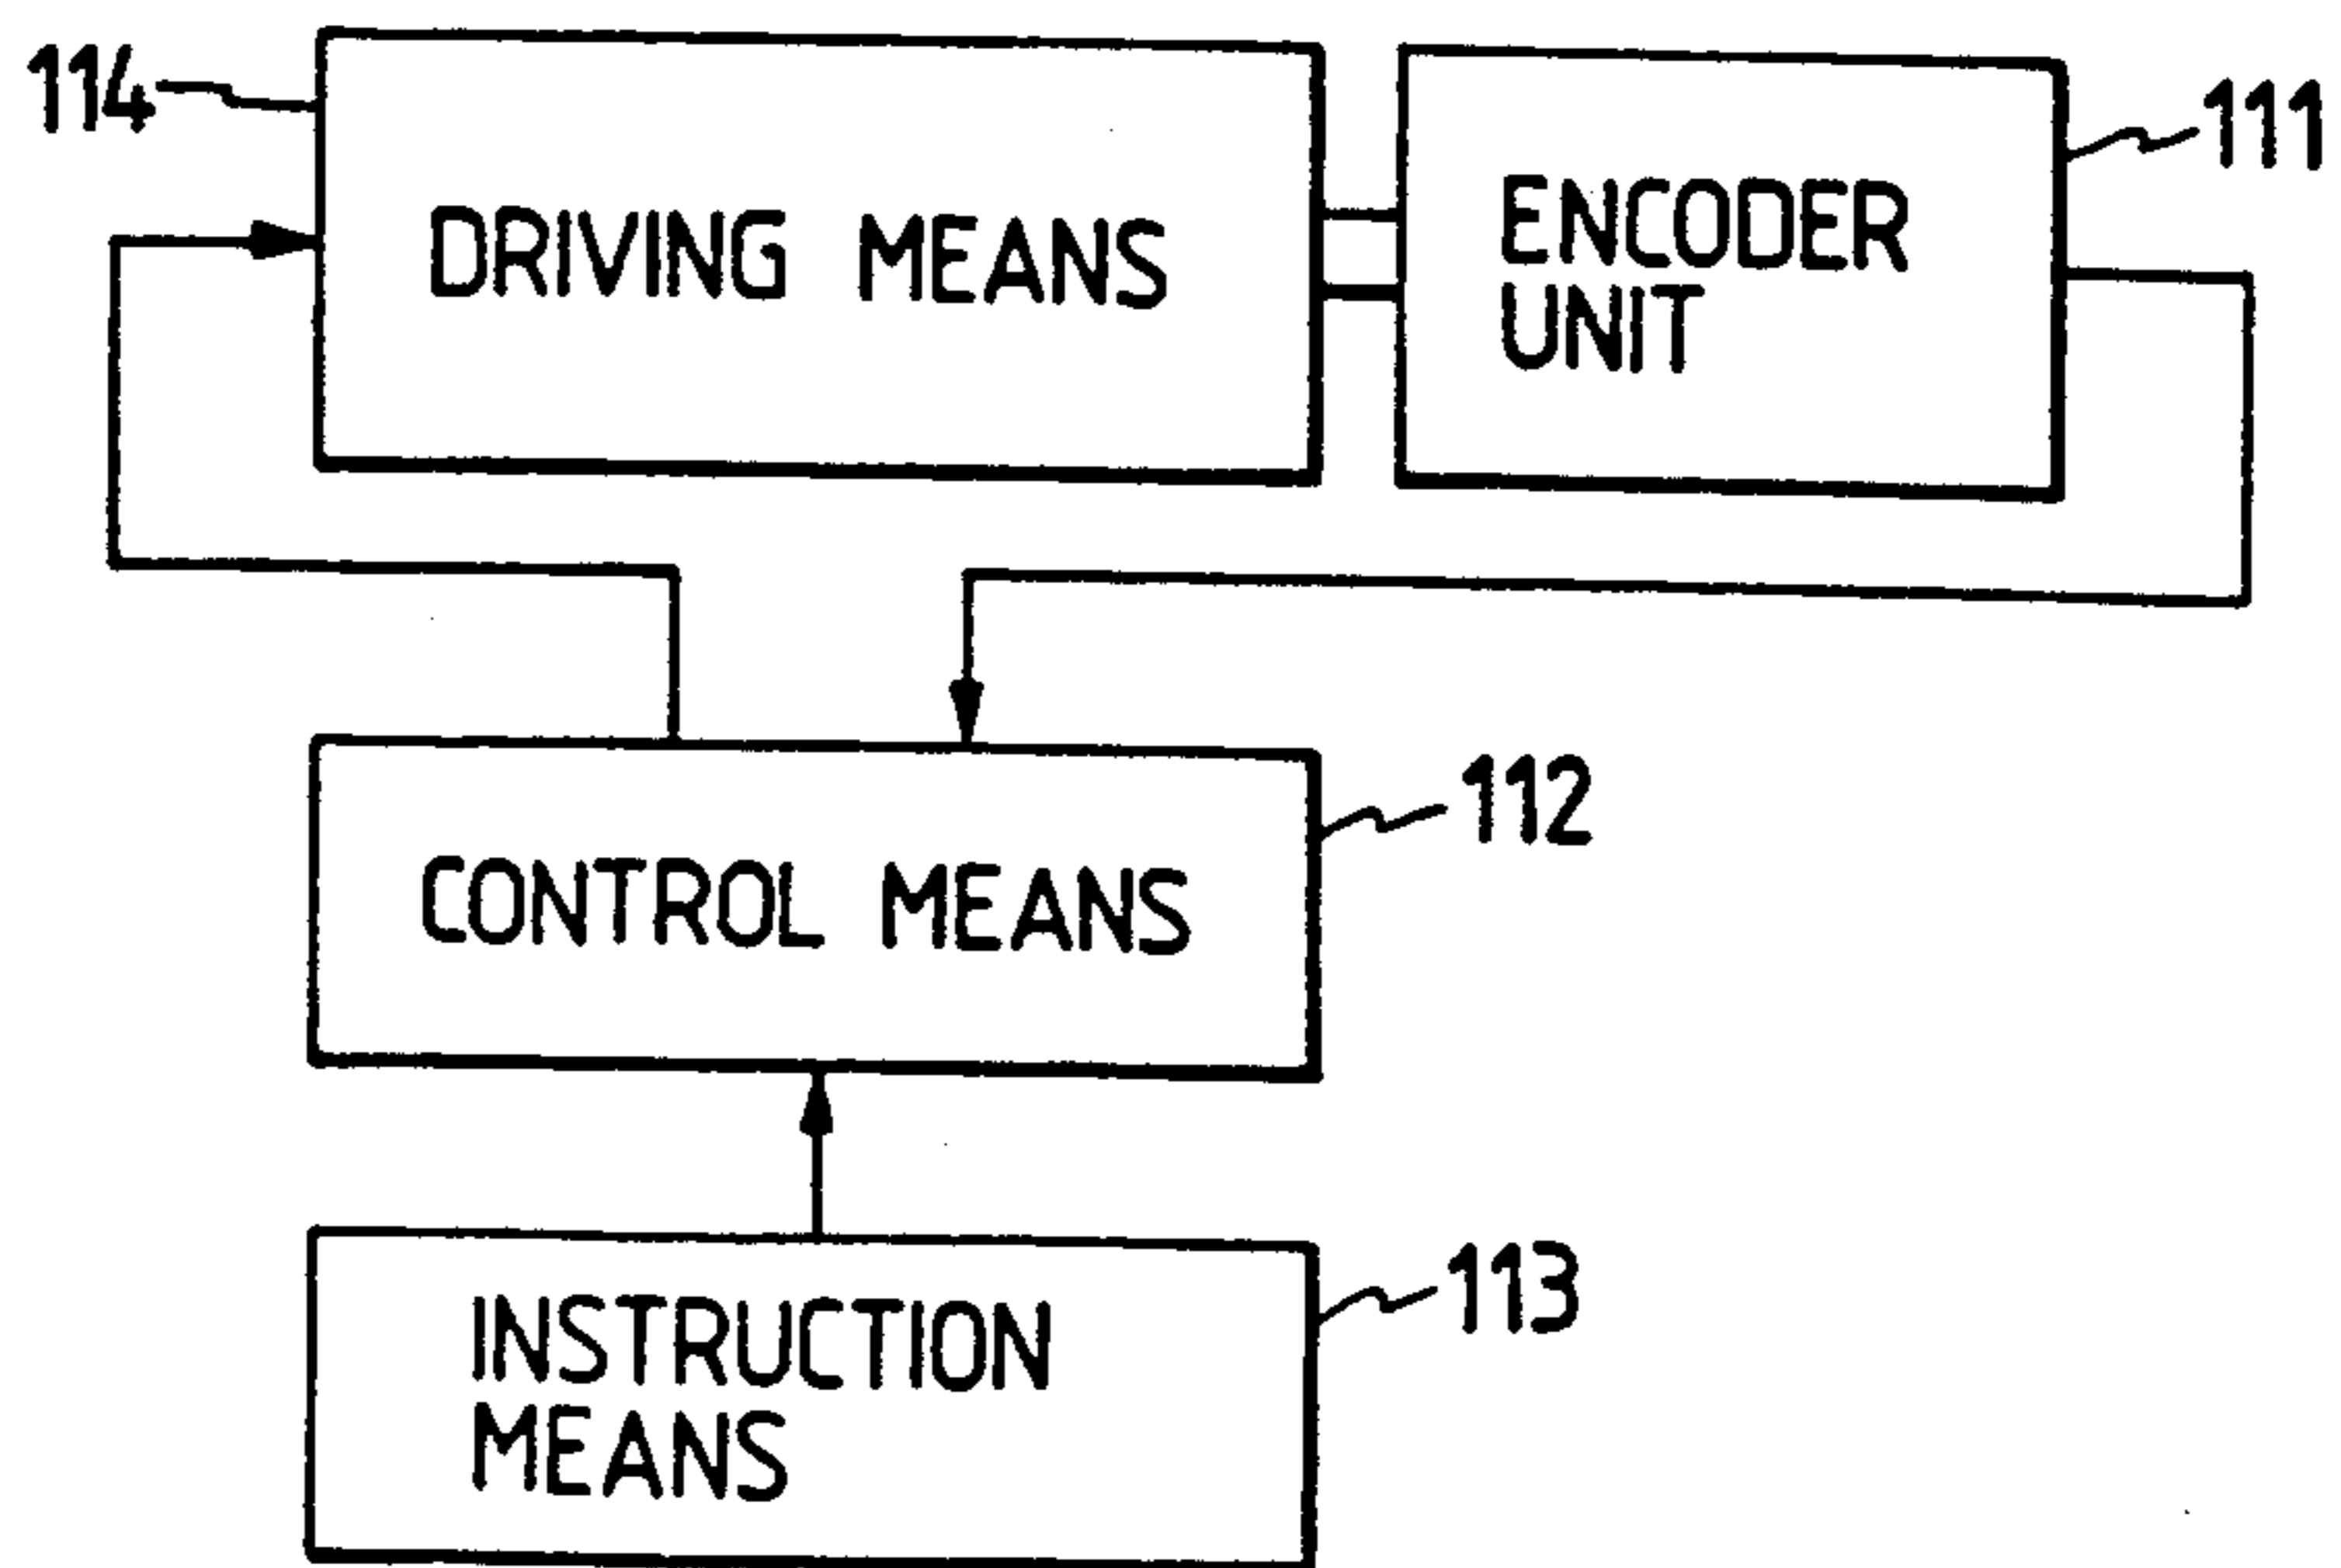 114
DRIVING MEANS
ENCODER
UNIT
111
CONTROL MEANS
112
INSTRUCTION
MEANS
113